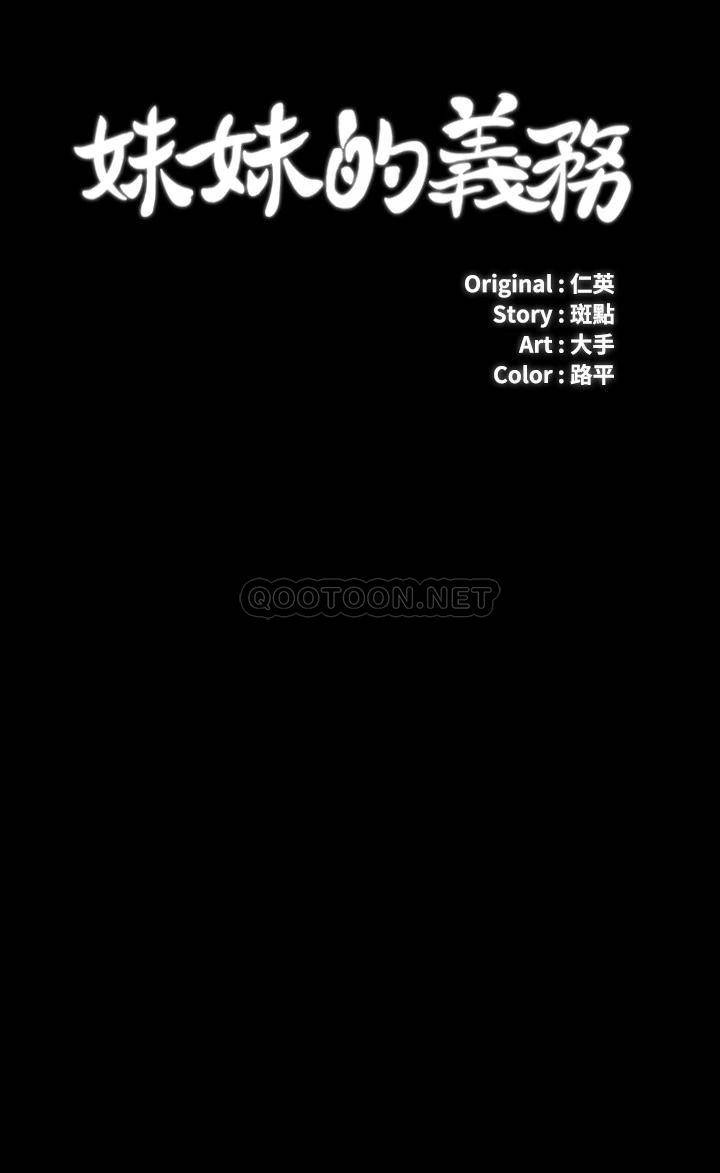 妹妹的義務
Original : 仁英
Story : 斑點
Art : 大手
Color : 路平
QOOTOON.NET